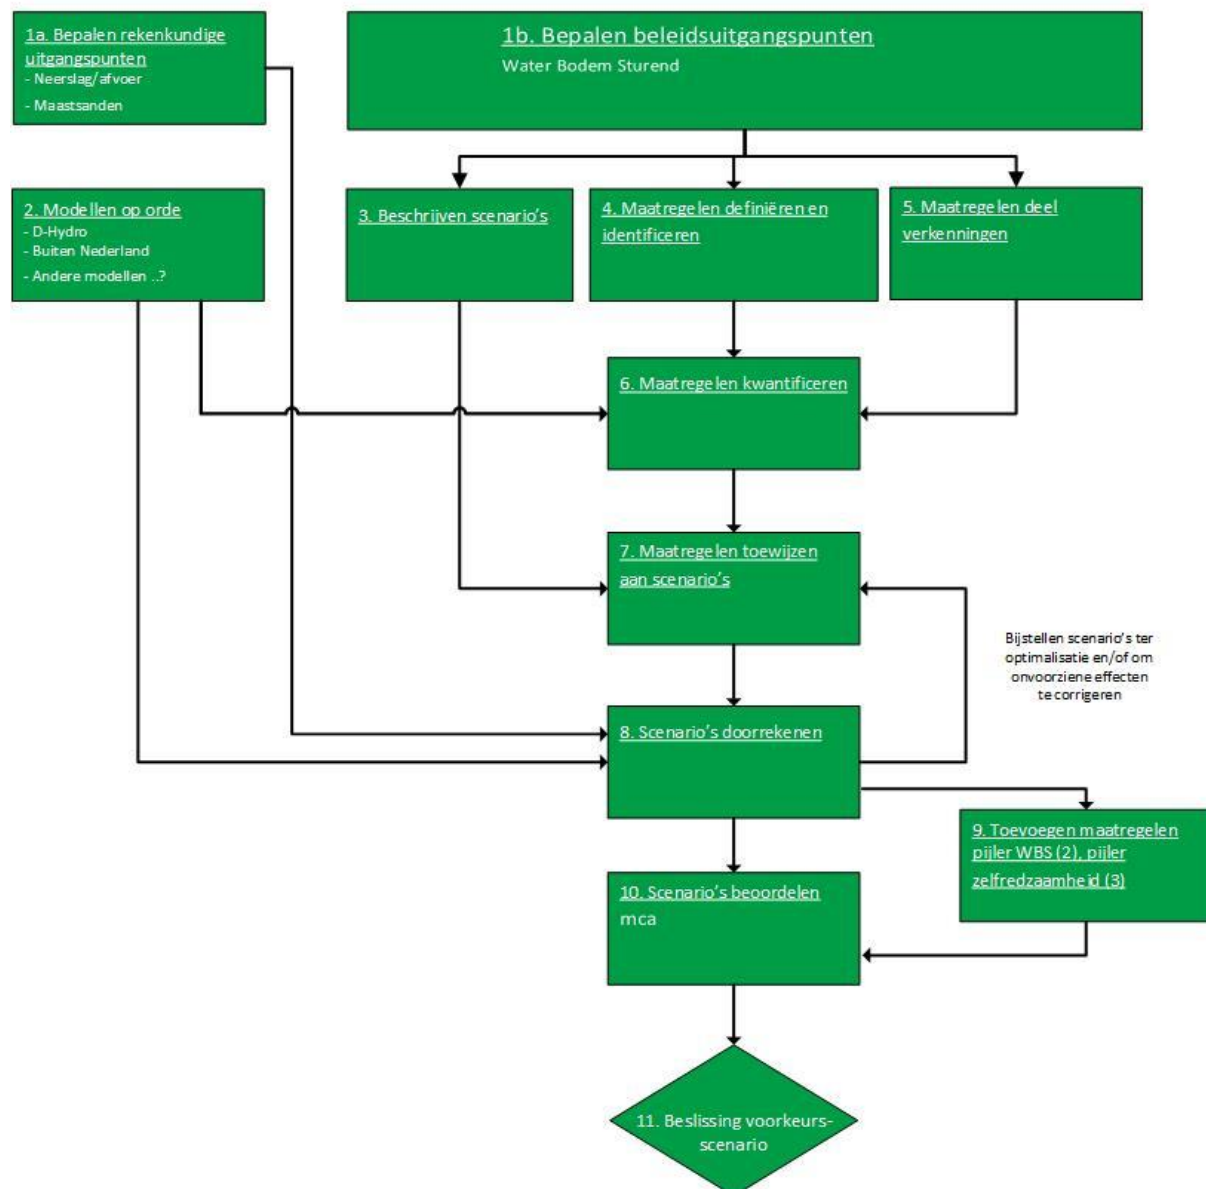 1a. Bepalen rekenkundige
uitgangspunten
- Neerslag/afvoer
- Maastsanden
1b. Bepalen beleidsuitgangspunten
Water Bodem Sturend
2. Modellen op orde
- D-Hydro
- Buiten Nederland
- Andere modellen ..?
3. Beschrijven scenario's
4. Maatregelen definiëren en
identificeren
5. Maatregelen deel
verkenningen
6. Maatregelen kwantificeren
7. Maatregelen toewijzen
aan scenario's
Bijstellen scenario's ter
optimalisatie en/of om
onvoorziene effecten
te corrigeren
8. Scenario's doorrekenen
9. Toevoegen maatregelen
pijler WBS (2), pijler
zelfredzaamheid (3)
10. Scenario's beoordelen
mca
11. Beslissing voorkeurs-
scenario